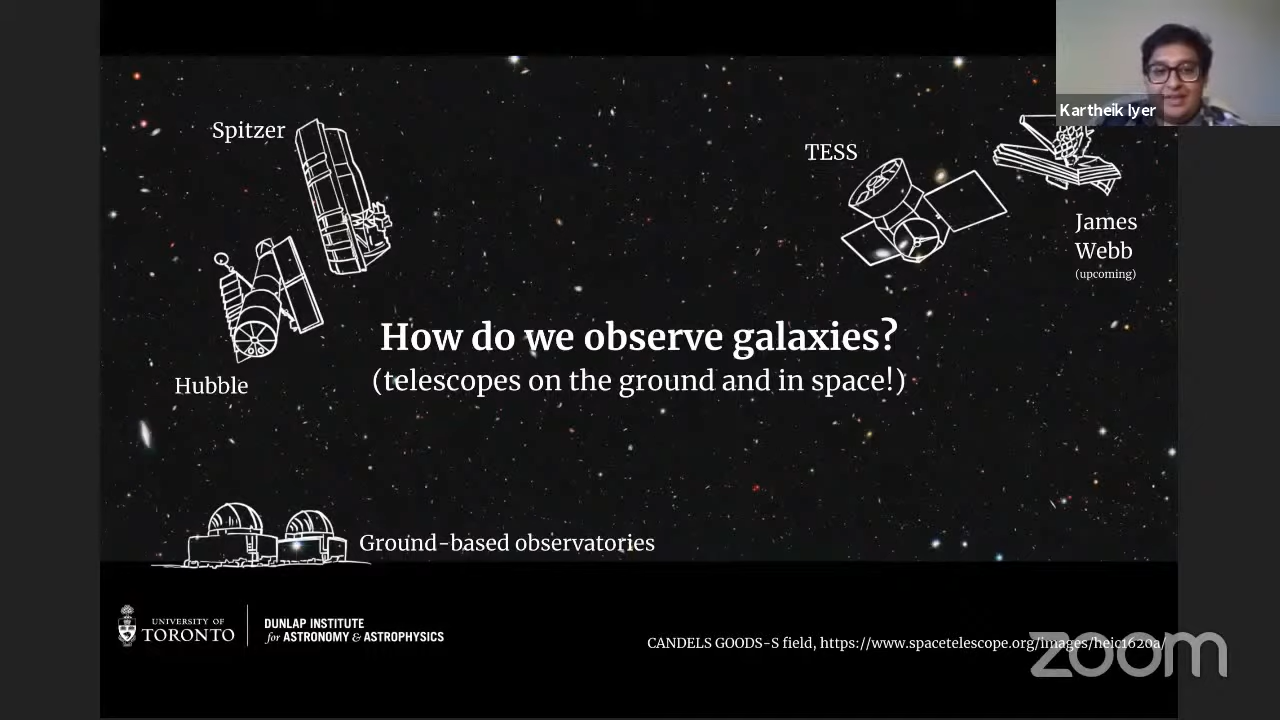 Kartheik Iyer
Spitzer
TESS
James
Webb
(upcoming)
How do we observe galaxies?
(telescopes on the ground and in space!)
Hubble
Ground-based observatories
UNIVERSITY OF
TORONTO
DUNLAP INSTITUTE
for ASTRONOMY & ASTROPHYSICS
CANDELS GOODS-S field, https://www.spacetelescope.org/images/heic1620a/
zoom